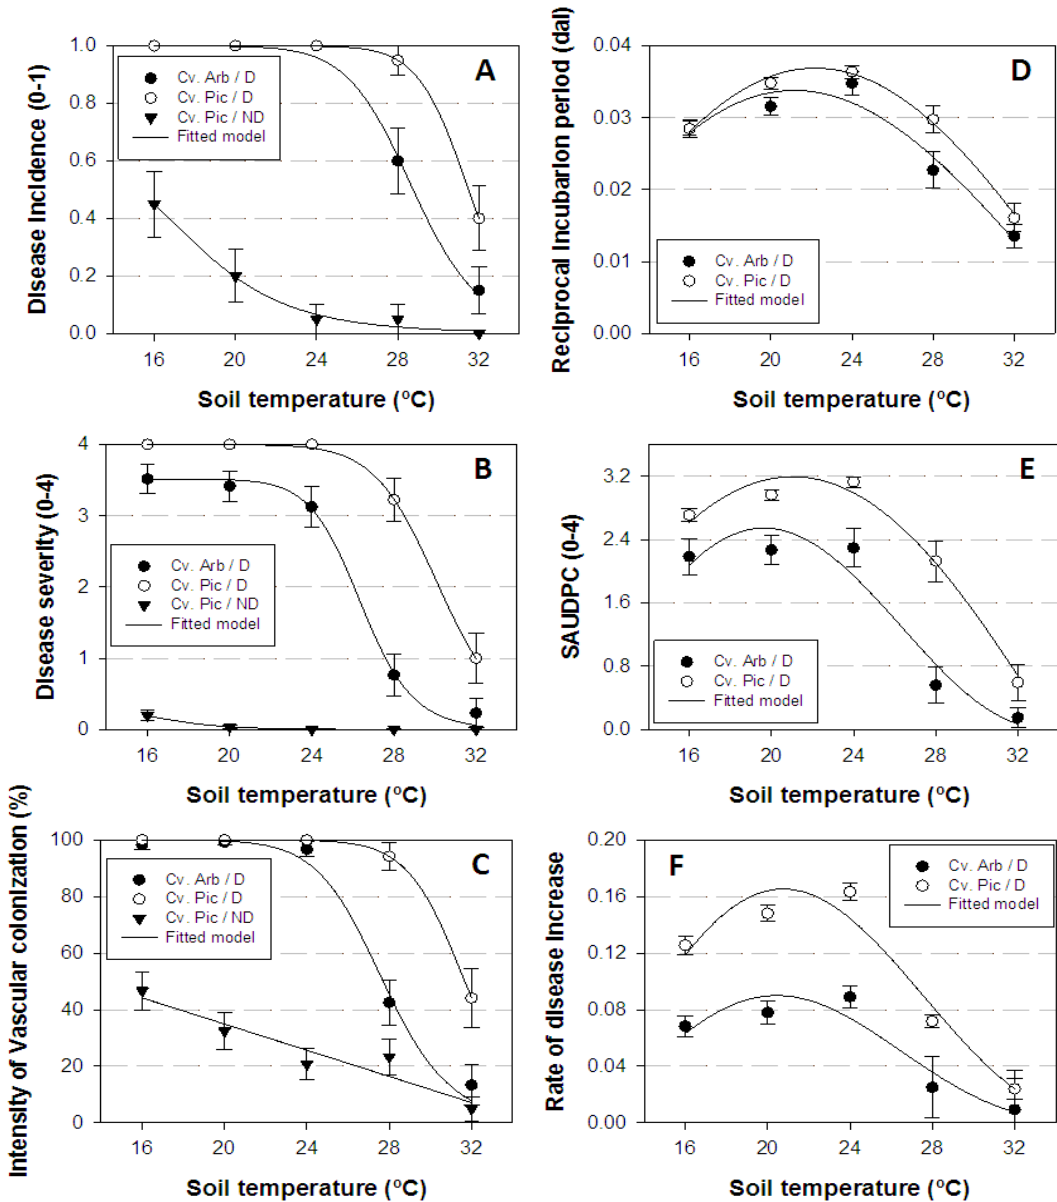 A
Disease Incidence (0-1)
1.0
0.8
0.6
0.4
0.2
0.0
Cv. Arb / D
Cv. Pic / D
Cv. Pic / ND
Fitted model
16 20 24 28 32
Soil temperature (ºC)
D
Reciprocal Incubarion period (dal)
0.04
0.03
0.02
0.01
0.00
Cv. Arb / D
Cv. Pic / D
Fitted model
16 20 24 28 32
Soil temperature (ºC)
B
Disease severity (0-4)
4
3
2
1
0
Cv. Arb / D
Cv. Pic / D
Cv. Pic / ND
Fitted model
16 20 24 28 32
Soil temperature (ºC)
E
SAUDPC (0-4)
3.2
2.4
1.6
0.8
0.0
Cv. Arb / D
Cv. Pic / D
Fitted model
16 20 24 28 32
Soil temperature (ºC)
C
Intensity of Vascular colonization (%)
100
80
60
40
20
0
Cv. Arb / D
Cv. Pic / D
Cv. Pic / ND
Fitted model
16 20 24 28 32
Soil temperature (ºC)
F
Rate of disease Increase
0.20
0.16
0.12
0.08
0.04
0.00
Cv. Arb / D
Cv. Pic / D
Fitted model
16 20 24 28 32
Soil temperature (ºC)